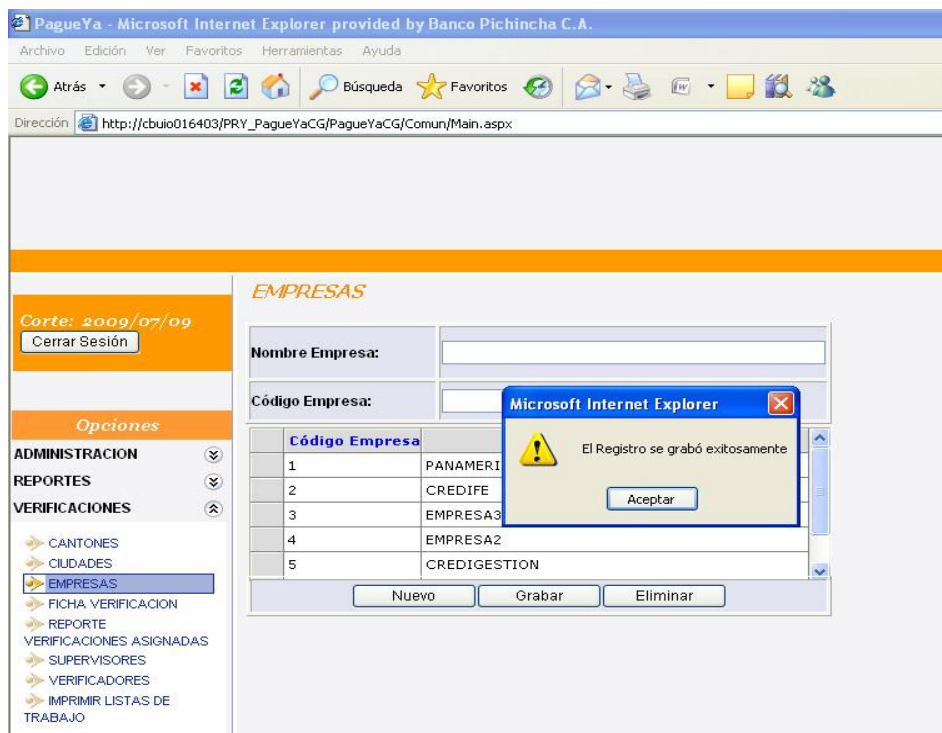 PagueYa - Microsoft Internet Explorer provided by Banco Pichincha C.A.
Archivo Edición Ver Favoritos Herramientas Ayuda
Atrás Búsqueda Favoritos
Dirección http://cbuio016403/PRY_PagueYaCG/PagueYaCG/Comun/Main.aspx
EMPRESAS
Corte: 2009/07/09
Cerrar Sesión
Nombre Empresa:
Código Empresa:
Microsoft Internet Explorer
El Registro se grabó exitosamente
Aceptar
Código Empresa
1 PANAMERI
2 CREDIFE
3 EMPRESA3
4 EMPRESA2
5 CREDIGESTION
Nuevo Grabar Eliminar
Opciones
ADMINISTRACION
REPORTES
VERIFICACIONES
CANTONES
CIUDADES
EMPRESAS
FICHA VERIFICACION
REPORTE
VERIFICACIONES ASIGNADAS
SUPERVISORES
VERIFICADORES
IMPRIMIR LISTAS DE
TRABAJO